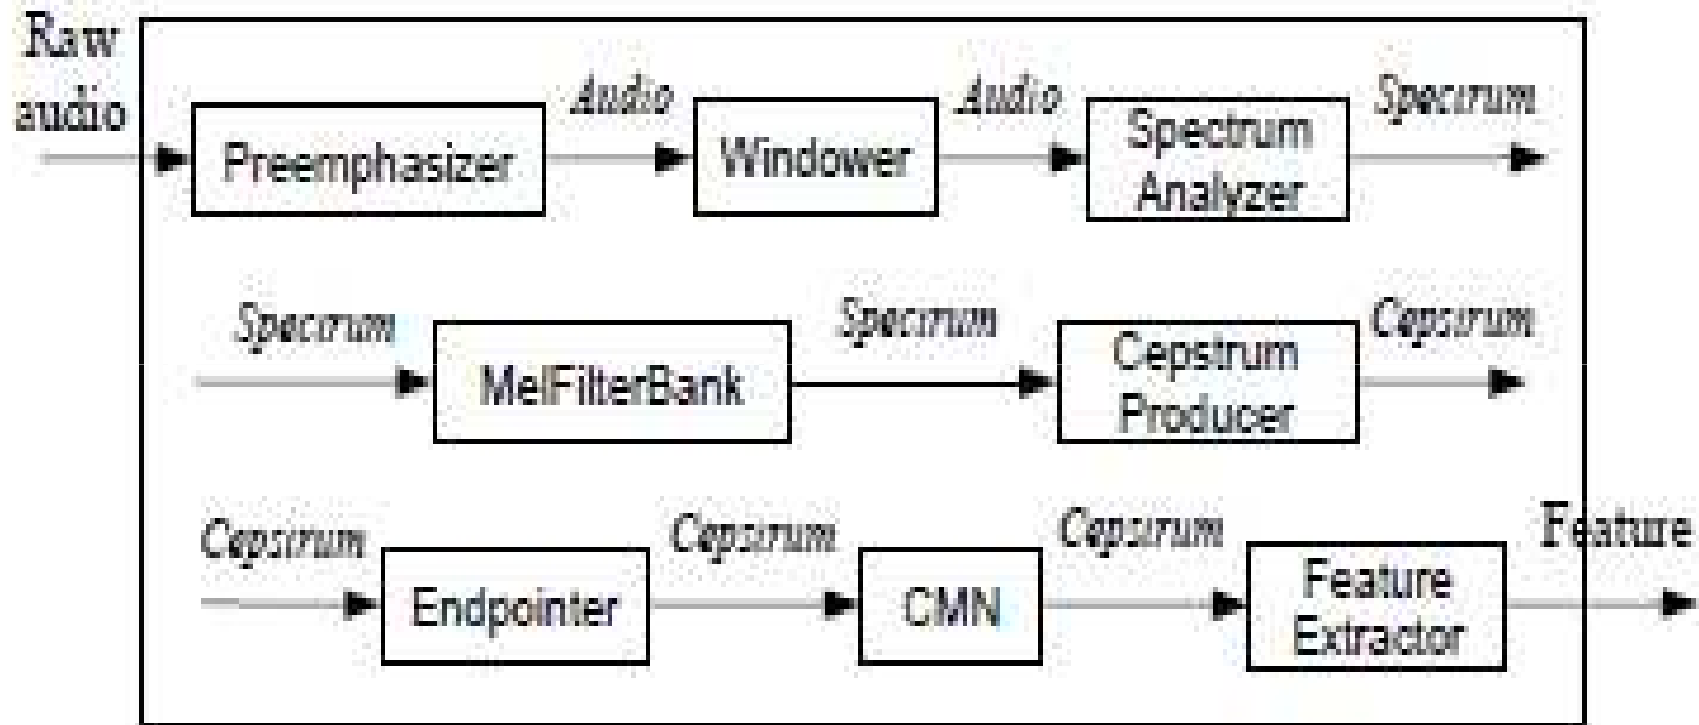 Raw
audio
Audio
Audio
Spectrum
Preemphasizer
Windower
Spectrum
Analyzer
Spectrum
Spectrum
Cepstrum
MelFilterBank
Cepstrum
Producer
Cepstrum
Cepstrum
Cepstrum
Feature
Endpointer
CMN
Feature
Extractor